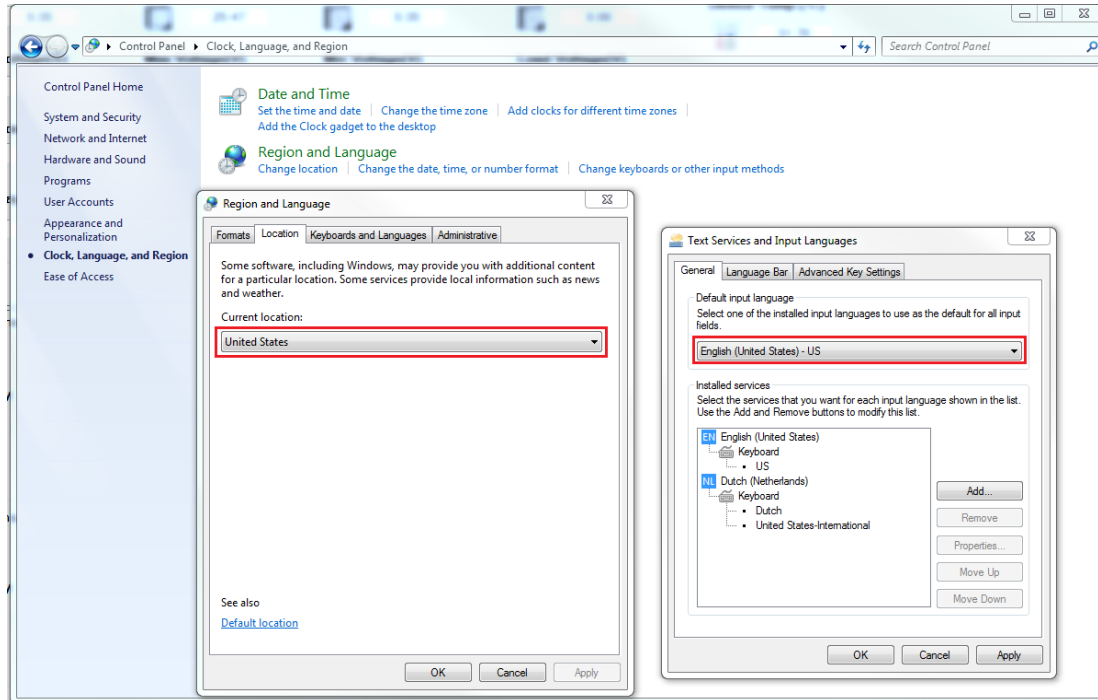 Control Panel ▸ Clock, Language, and Region
Search Control Panel
Control Panel Home
System and Security
Network and Internet
Hardware and Sound
Programs
User Accounts
Appearance and
Personalization
Clock, Language, and Region
Ease of Access
Date and Time
Set the time and date | Change the time zone | Add clocks for different time zones
Add the Clock gadget to the desktop
Region and Language
Change location | Change the date, time, or number format | Change keyboards or other input methods
Region and Language
Formats Location Keyboards and Languages Administrative
Some software, including Windows, may provide you with additional content
for a particular location. Some services provide local information such as news
and weather.
Current location:
United States
See also
Default location
OK Cancel Apply
Text Services and Input Languages
General Language Bar Advanced Key Settings
Default input language
Select one of the installed input languages to use as the default for all input
fields.
English (United States) - US
Installed services
Select the services that you want for each input language shown in the list.
Use the Add and Remove buttons to modify this list.
EN English (United States)
Keyboard
US
NL Dutch (Netherlands)
Keyboard
Dutch
United States-International
Add...
Remove
Properties...
Move Up
Move Down
OK Cancel Apply